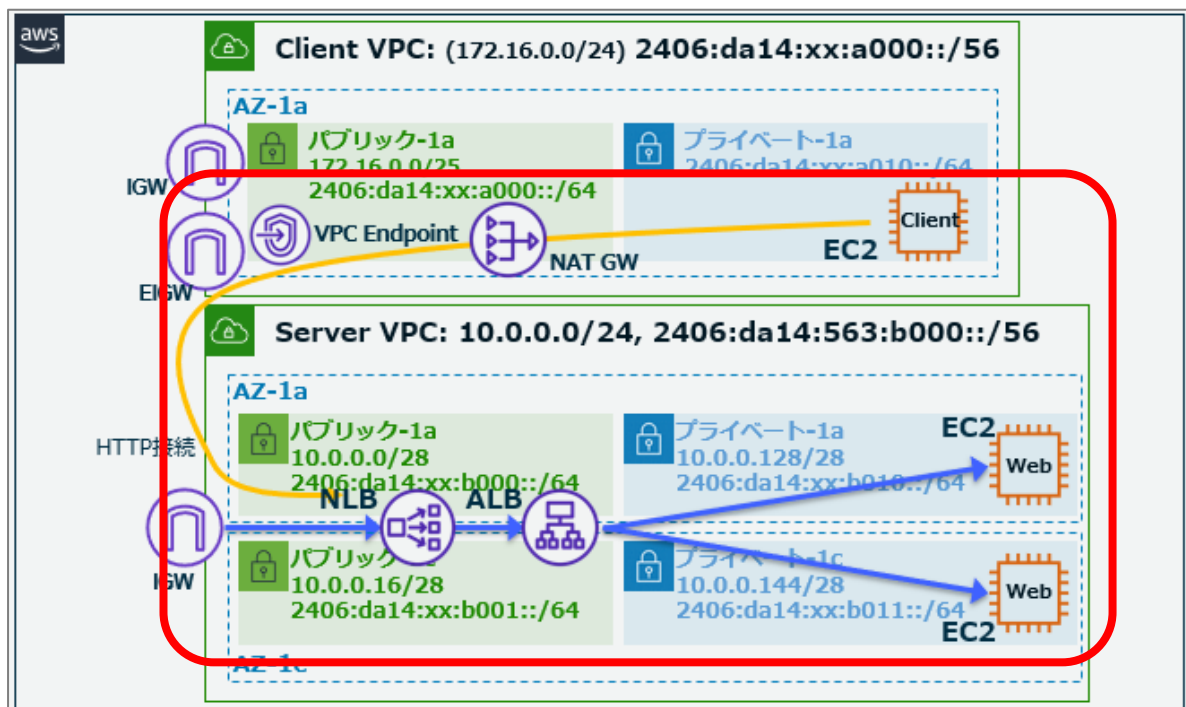 aws
Client VPC: (172.16.0.0/24) 2406:da14:xx:a000::/56
AZ-1a
パブリック-1a
172.16.0.0/25
2406:da14:xx:a000::/64
プライベート-1a
2406:da14:xx:a010::/64
IGW
VPC Endpoint
NAT GW
Client
EC2
EIGW
Server VPC: 10.0.0.0/24, 2406:da14:563:b000::/56
AZ-1a
パブリック-1a
10.0.0.0/28
2406:da14:xx:b000::/64
プライベート-1a
10.0.0.128/28
2406:da14:xx:b010::/64
EC2
Web
HTTP接続
NLB
ALB
IGW
パブリック
10.0.0.16/28
2406:da14:xx:b001::/64
プライベート-1c
10.0.0.144/28
2406:da14:xx:b011::/64
Web
EC2
AZ-1c